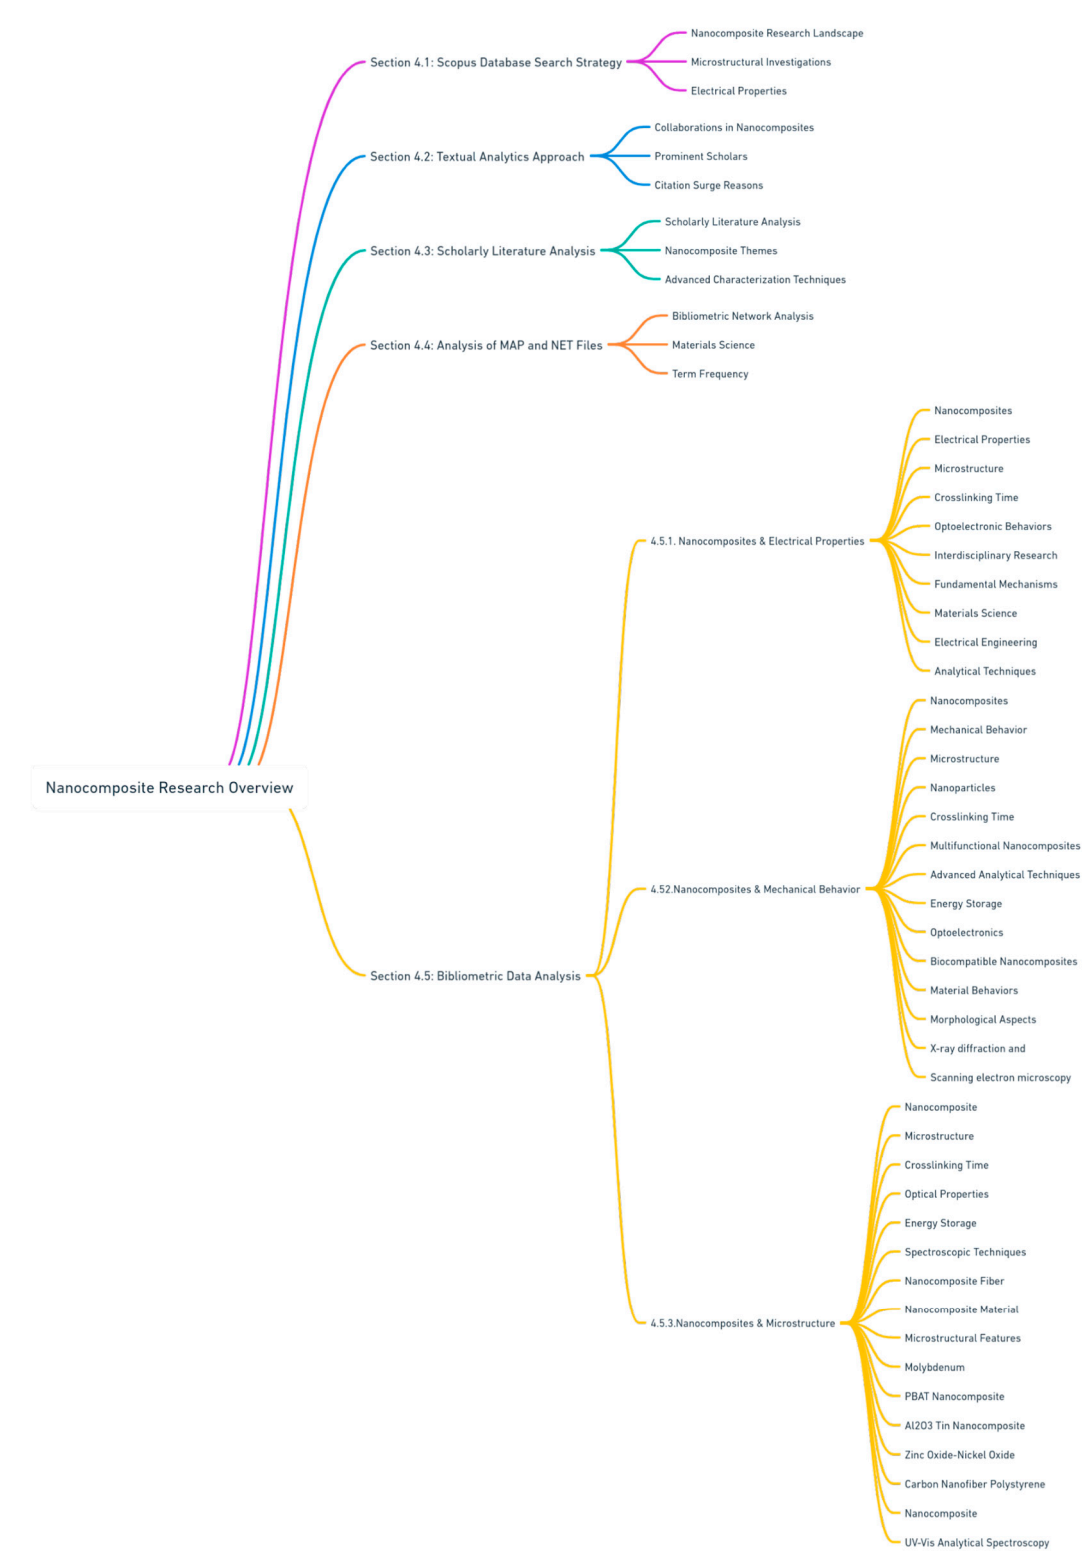 Nanocomposite Research Overview
Section 4.1: Scopus Database Search Strategy
Nanocomposite Research Landscape
Microstructural Investigations
Electrical Properties
Section 4.2: Textual Analytics Approach
Collaborations in Nanocomposites
Prominent Scholars
Citation Surge Reasons
Section 4.3: Scholarly Literature Analysis
Scholarly Literature Analysis
Nanocomposite Themes
Advanced Characterization Techniques
Section 4.4: Analysis of MAP and NET Files
Bibliometric Network Analysis
Materials Science
Term Frequency
Section 4.5: Bibliometric Data Analysis
4.5.1. Nanocomposites & Electrical Properties
Nanocomposites
Electrical Properties
Microstructure
Crosslinking Time
Optoelectronic Behaviors
Interdisciplinary Research
Fundamental Mechanisms
Materials Science
Electrical Engineering
Analytical Techniques
4.52.Nanocomposites & Mechanical Behavior
Nanocomposites
Mechanical Behavior
Microstructure
Nanoparticles
Crosslinking Time
Multifunctional Nanocomposites
Advanced Analytical Techniques
Energy Storage
Optoelectronics
Biocompatible Nanocomposites
Material Behaviors
Morphological Aspects
X-ray diffraction and
Scanning electron microscopy
4.5.3.Nanocomposites & Microstructure
Nanocomposite
Microstructure
Crosslinking Time
Optical Properties
Energy Storage
Spectroscopic Techniques
Nanocomposite Fiber
Nanocomposite Material
Microstructural Features
Molybdenum
PBAT Nanocomposite
Al2O3 Tin Nanocomposite
Zinc Oxide-Nickel Oxide
Carbon Nanofiber Polystyrene
Nanocomposite
UV-Vis Analytical Spectroscopy